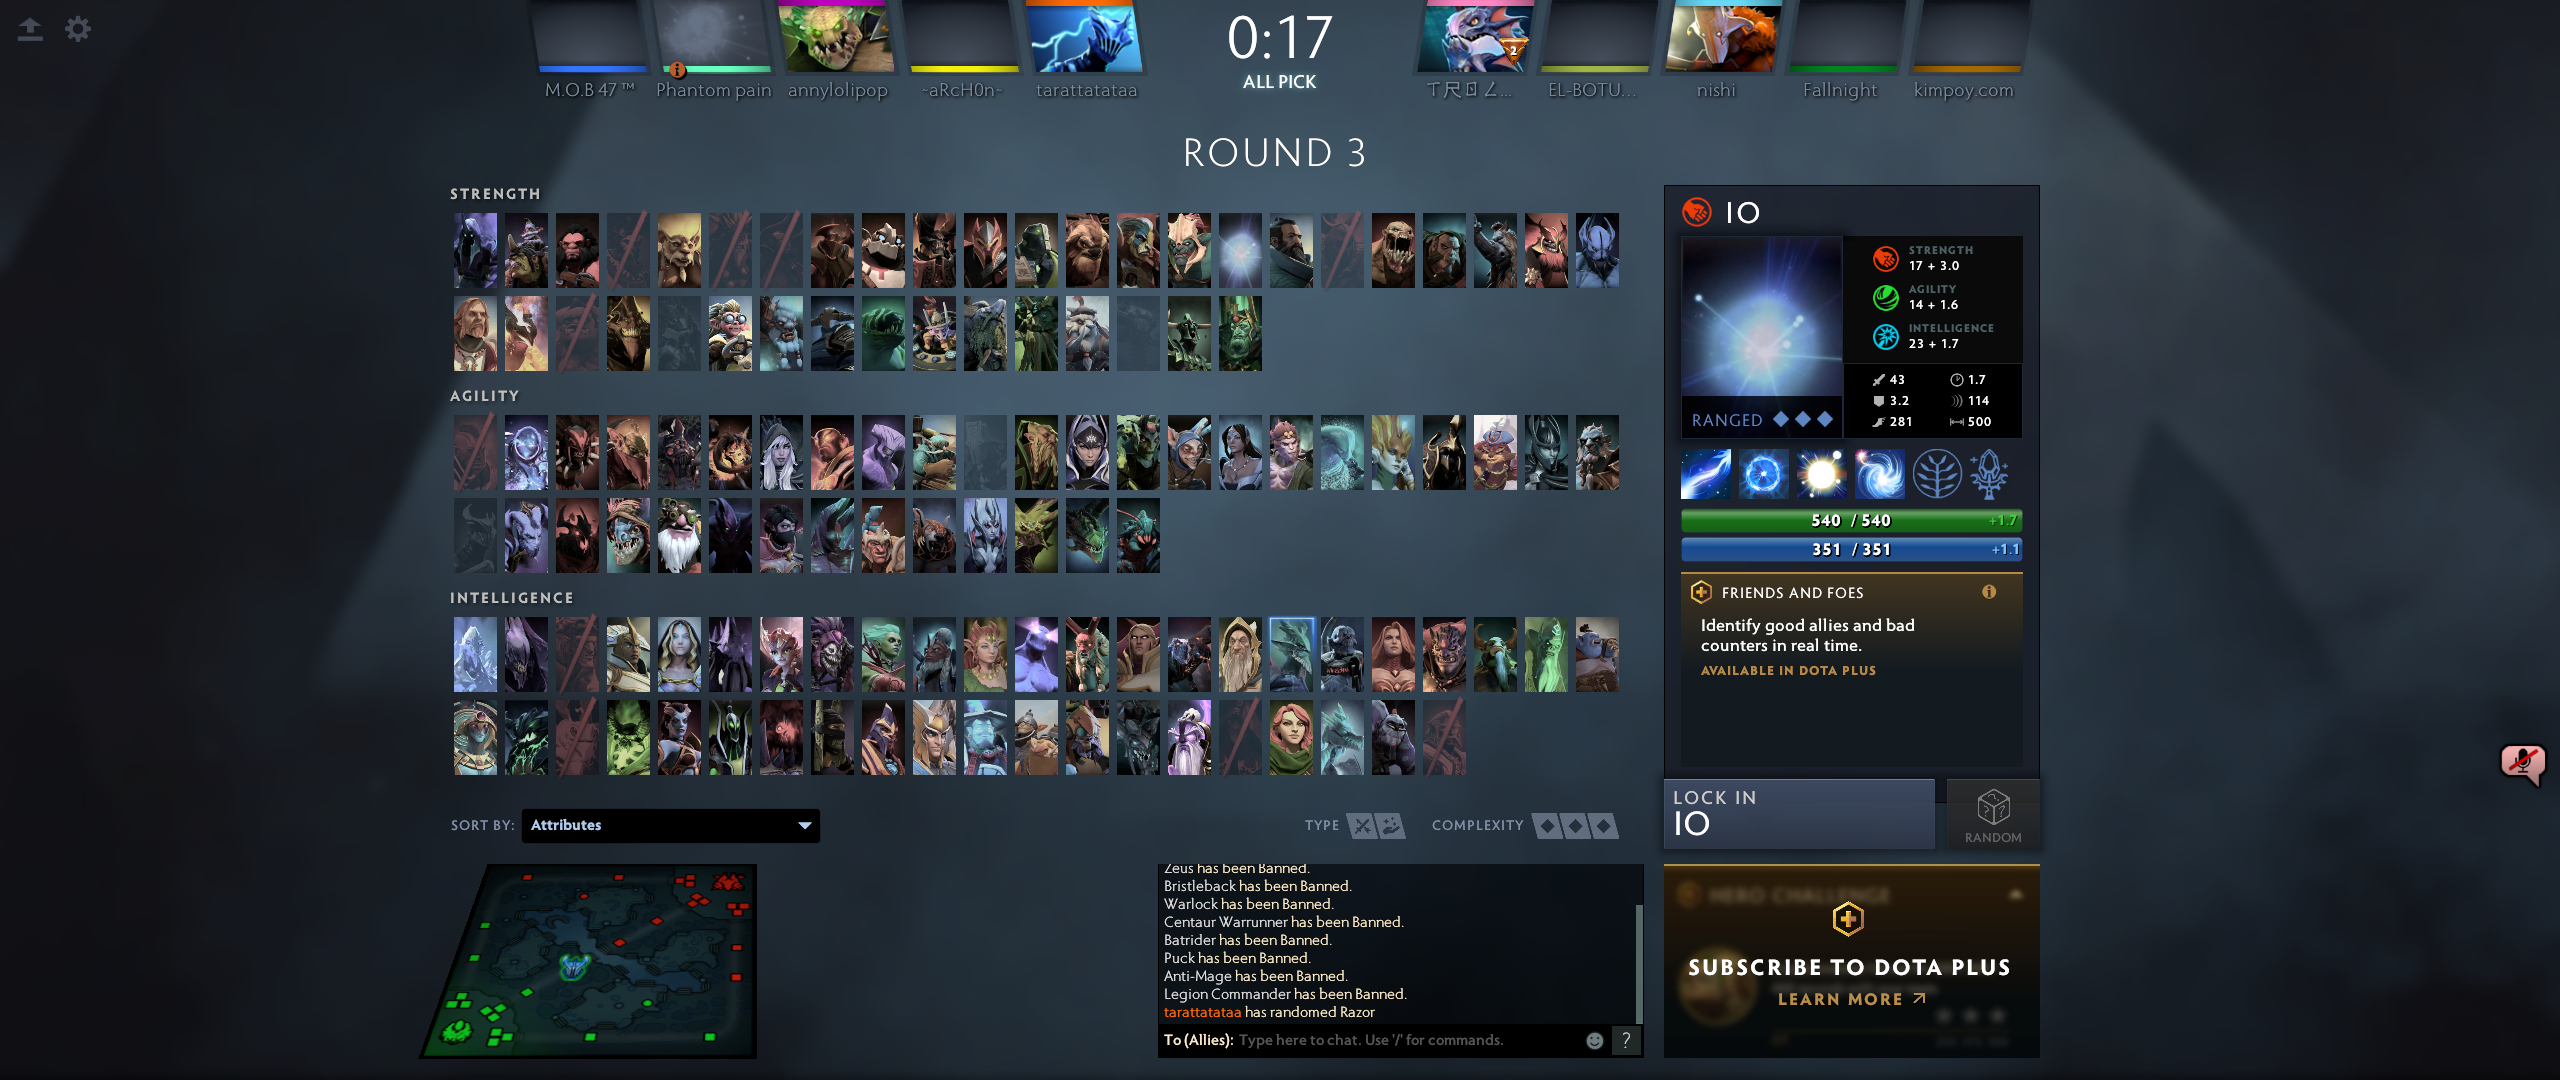 0:17
ALL PICK
M.O.B 47 ™
Phantom pain
annylolipop
-aRcH0n-
tarattatataa
2
EL-BOTU...
nishi
Fallnight
kimpoy.com
ROUND 3
STRENGTH
AGILITY
INTELLIGENCE
IO
STRENGTH
17 + 3.0
AGILITY
14 + 1.6
INTELLIGENCE
23 + 1.7
43
1.7
3.2
114
281
500
RANGED
540 / 540
+1.7
351 / 351
+1.1
FRIENDS AND FOES
Identify good allies and bad
counters in real time.
AVAILABLE IN DOTA PLUS
LOCK IN
IO
RANDOM
SORT BY:
Attributes
TYPE
COMPLEXITY
Zeus has been Banned.
Bristleback has been Banned.
Warlock has been Banned.
Centaur Warrunner has been Banned.
Batrider has been Banned.
Puck has been Banned.
Anti-Mage has been Banned.
Legion Commander has been Banned.
tarattatataa has randomed Razor
To (Allies): Type here to chat. Use '/' for commands.
?
HERO CHALLENGE
SUBSCRIBE TO DOTA PLUS
LEARN MORE